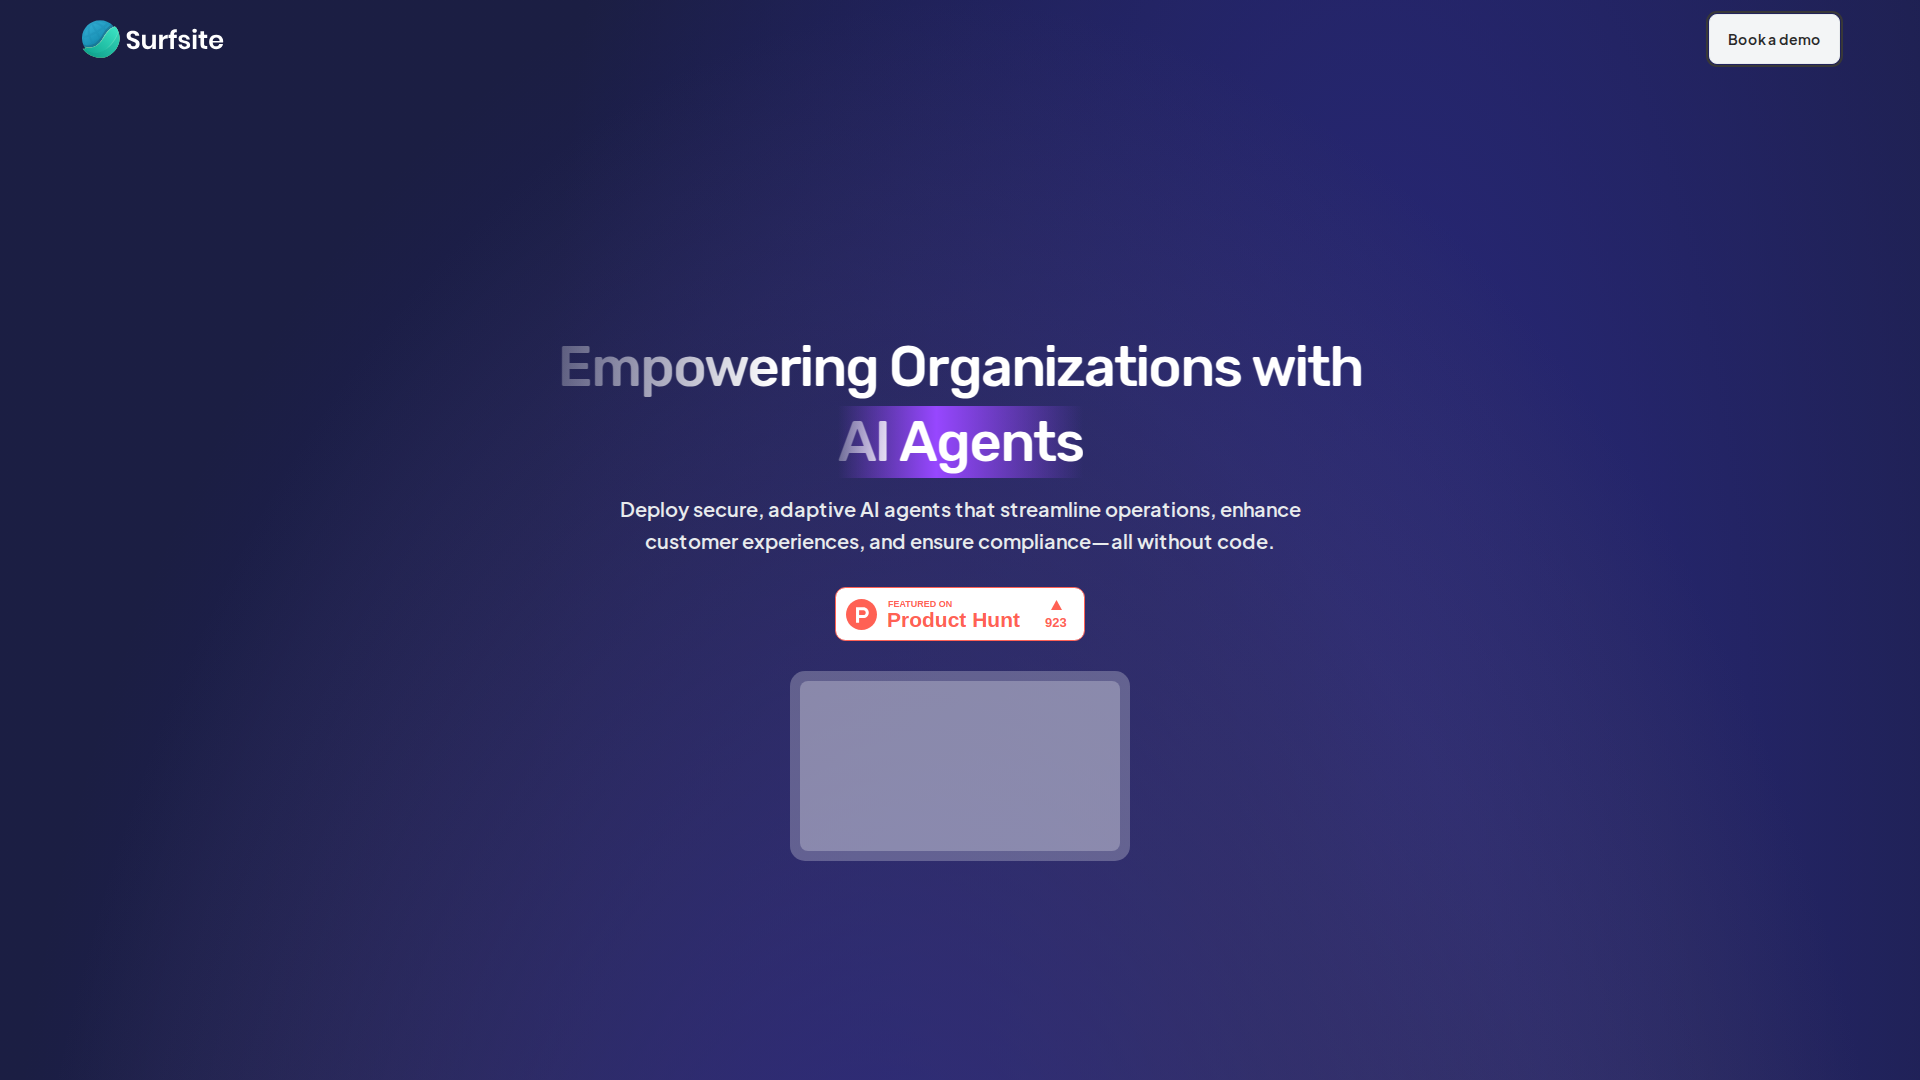 Surfsite
Book a demo
Empowering Organizations with
AI Agents
Deploy secure, adaptive AI agents that streamline operations, enhance
customer experiences, and ensure compliance—all without code.
FEATURED ON
Product Hunt
923